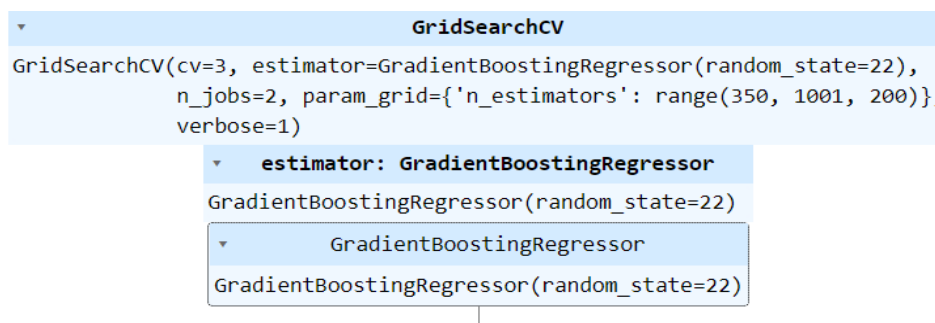 GridSearchCV
GridSearchCV(cv=3, estimator=GradientBoostingRegressor(random_state=22),
n_jobs=2, param_grid={'n_estimators': range(350, 1001, 200)},
verbose=1)
estimator: GradientBoostingRegressor
GradientBoostingRegressor(random_state=22)
GradientBoostingRegressor
GradientBoostingRegressor(random_state=22)